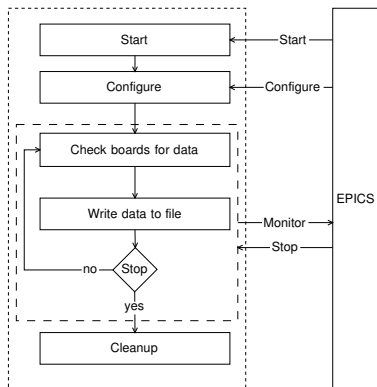 Start
Start
Configure
Configure
Check boards for data
EPICS
Write data to file
Monitor
Stop
no
Stop
yes
Cleanup